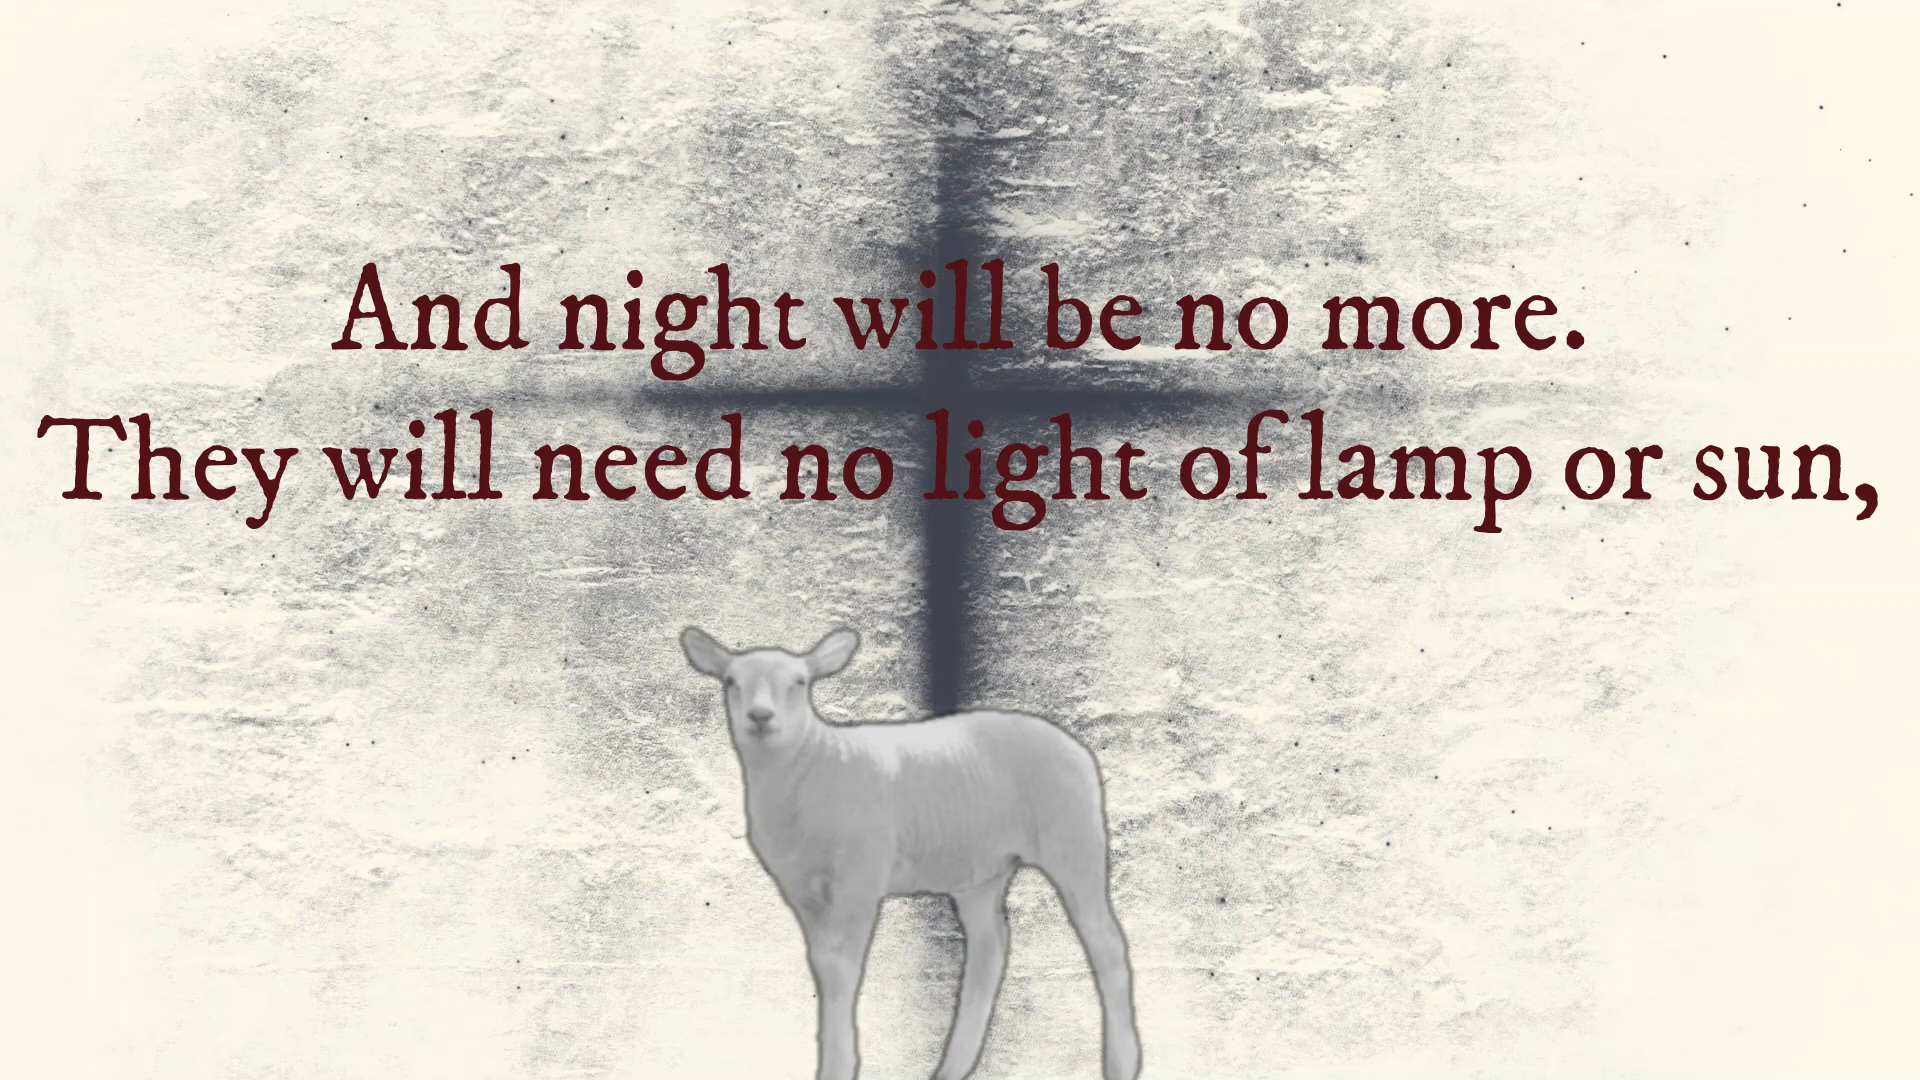 And night will be no more.
They will need no light of lamp or sun,